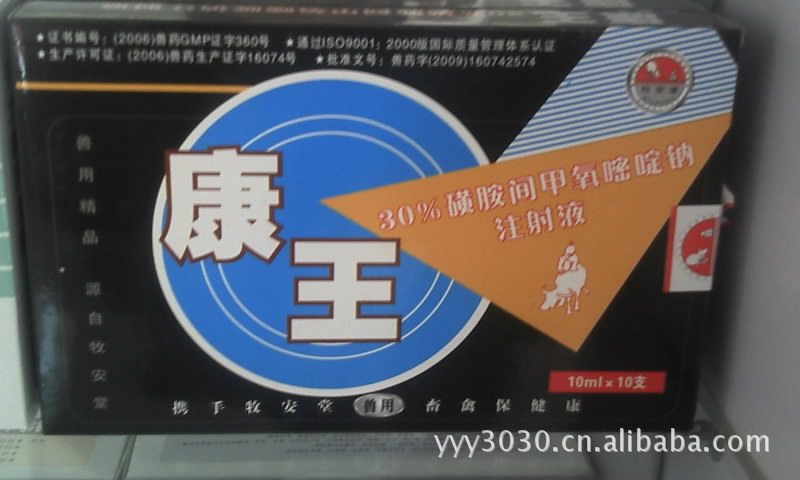 ★证书编号：(2006)兽药GMP证字360号 ★通过ISO9001：2000版国际质量管理体系认证
★生产许可证：(2006)兽药生产证字16074号 ★批准文号：兽药字(2009)160742574
兽用精品 源自牧安堂
康王
30%磺胺间甲氧嘧啶钠
注射液
10ml×10支
携手牧安堂 兽用 畜禽保健康
yyy3030.cn.alibaba.com